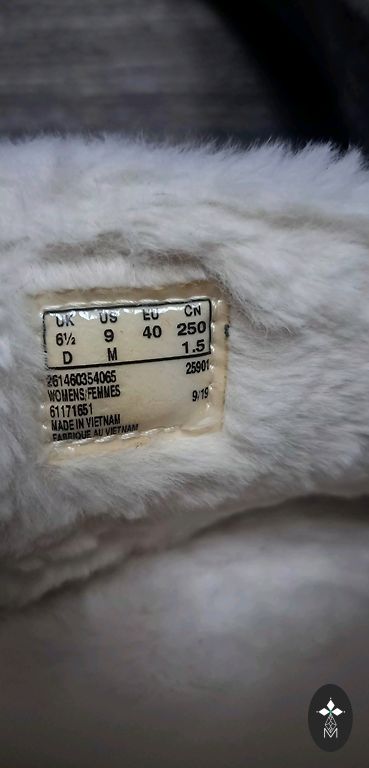 UK US EU CN
6½ 9 40 250
D M 1.5
261460354065 25901
WOMENS/FEMMES 9/19
61171651
MADE IN VIETNAM
FABRIQUE AU VIETNAM
M